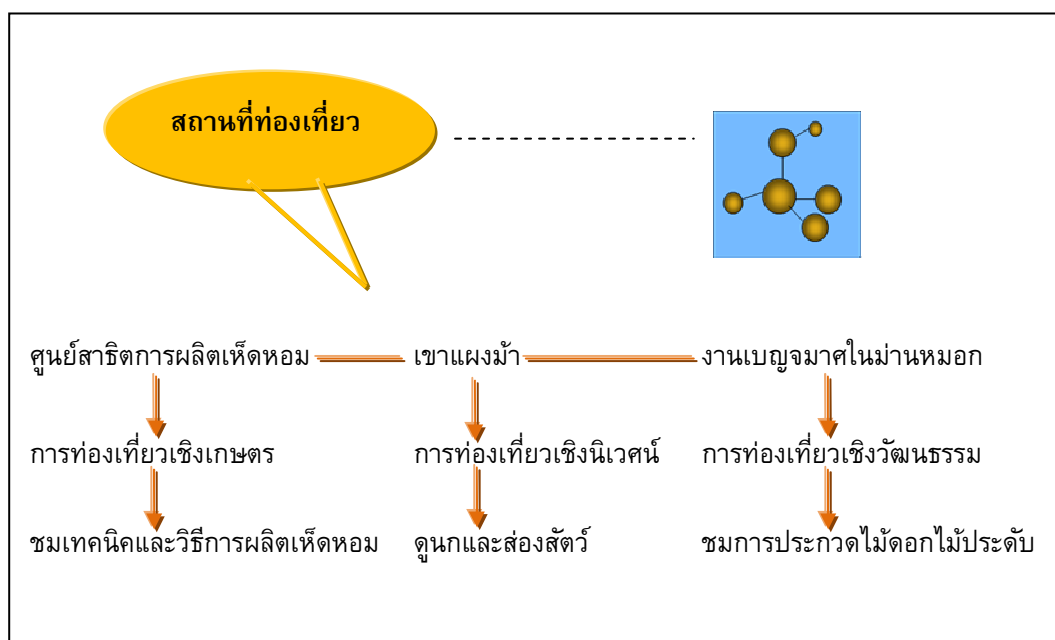 สถานที่ท่องเที่ยว
ศูนย์สาธิตการผลิตเห็ดหอม เขาแผงม้า งานเบญจมาศในม่านหมอก
การท่องเที่ยวเชิงเกษตร การท่องเที่ยวเชิงนิเวศน์ การท่องเที่ยวเชิงวัฒนธรรม
ชมเทคนิคและวิธีการผลิตเห็ดหอม ดูนกและส่องสัตว์ ชมการประกวดไม้ดอกไม้ประดับ